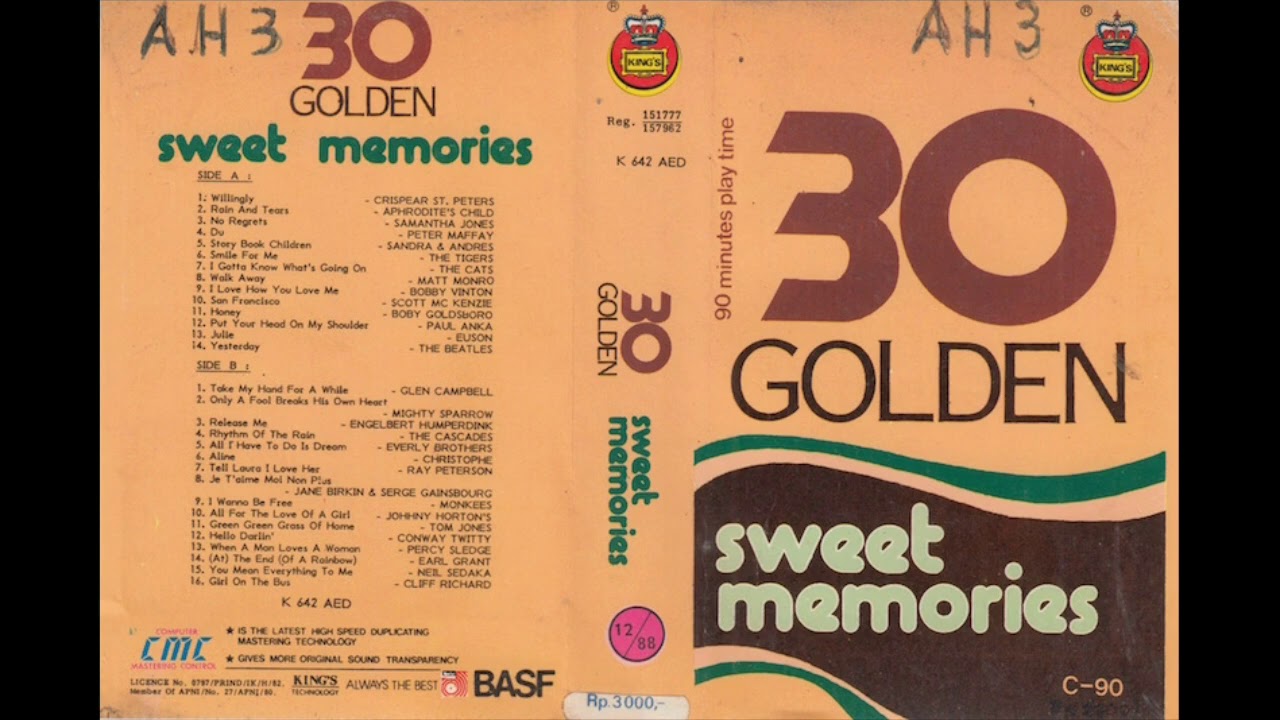 AH3
30
GOLDEN
sweet memories
SIDE A :
1. Willingly - CRISPEAR ST. PETERS
2. Rain And Tears - APHRODITE'S CHILD
3. No Regrets - SAMANTHA JONES
4. Du - PETER MAFFAY
5. Story Book Children - SANDRA & ANDRES
6. Smile For Me - THE TIGERS
7. I Gotta Know What's Going On - THE CATS
8. Walk Away - MATT MONRO
9. I Love How You Love Me - BOBBY VINTON
10. San Francisco - SCOTT MC KENZIE
11. Honey - BOBY GOLDSBORO
12. Put Your Head On My Shoulder - PAUL ANKA
13. Julie - EUSON
14. Yesterday - THE BEATLES
SIDE B :
1. Take My Hand For A While - GLEN CAMPBELL
2. Only A Fool Breaks His Own Heart
- MIGHTY SPARROW
3. Release Me - ENGELBERT HUMPERDINK
4. Rhythm Of The Rain - THE CASCADES
5. All I Have To Do Is Dream - EVERLY BROTHERS
6. Aline - CHRISTOPHE
7. Tell Laura I Love Her - RAY PETERSON
8. Je T'aime Moi Non Plus
- JANE BIRKIN & SERGE GAINSBOURG
9. I Wanna Be Free - MONKEES
10. All For The Love Of A Girl - JOHHNY HORTON'S
11. Green Green Grass Of Home - TOM JONES
12. Hello Darlin' - CONWAY TWITTY
13. When A Man Loves A Woman - PERCY SLEDGE
14. (At) The End (Of A Rainbow) - EARL GRANT
15. You Mean Everything To Me - NEIL SEDAKA
16. Girl On The Bus - CLIFF RICHARD
K 642 AED
COMPUTER
CMC
MASTERING CONTROL
★ IS THE LATEST HIGH SPEED DUPLICATING
MASTERING TECHNOLOGY
★ GIVES MORE ORIGINAL SOUND TRANSPARENCY
LICENCE No. 0797/PRIND/IK/H/82.
Member Of APNI/No. 27/APNI/80.
KING'S
TECHNOLOGY
ALWAYS THE BEST
BASF
®
KING'S
Reg. 151777
157962
K 642 AED
30
GOLDEN
sweet
memories
12/88
Rp.3000,-
AH3
®
KING'S
90 minutes play time
30
GOLDEN
sweet
memories
C-90